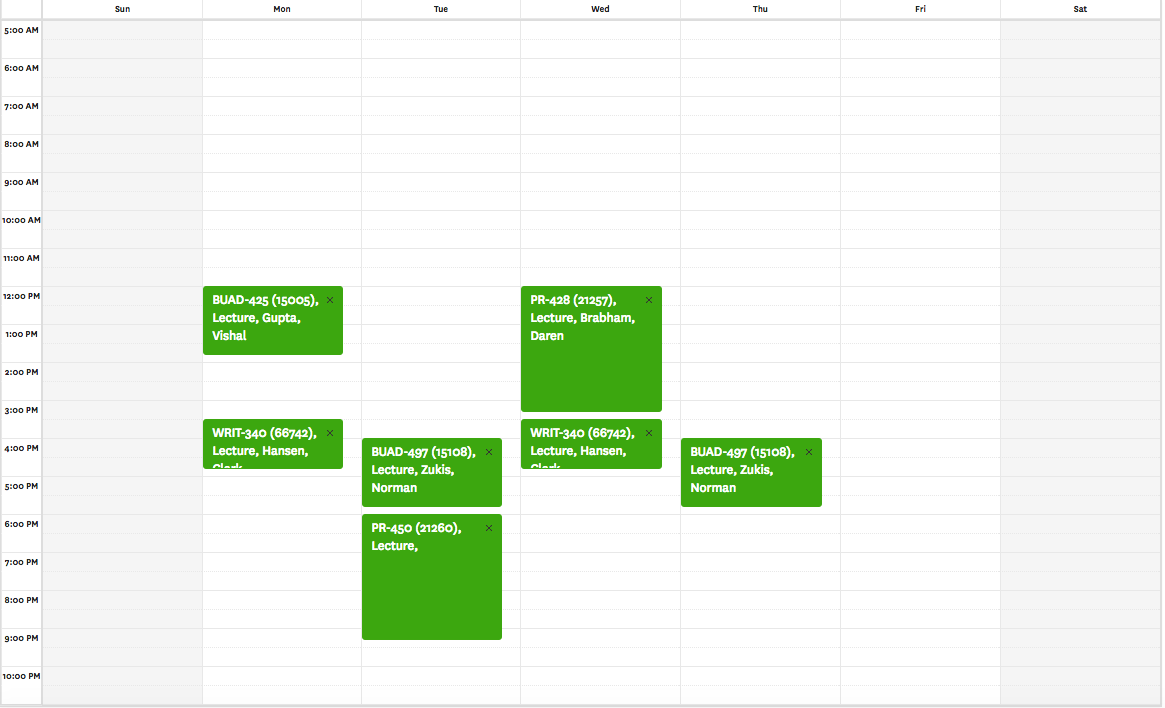 Sun Mon Tue Wed Thu Fri Sat
5:00 AM
6:00 AM
7:00 AM
8:00 AM
9:00 AM
10:00 AM
11:00 AM
12:00 PM
1:00 PM
2:00 PM
3:00 PM
4:00 PM
5:00 PM
6:00 PM
7:00 PM
8:00 PM
9:00 PM
10:00 PM
BUAD-425 (15005), ×
Lecture, Gupta,
Vishal
WRIT-340 (66742), ×
Lecture, Hansen,
BUAD-497 (15108), ×
Lecture, Zukis,
Norman
PR-450 (21260), ×
Lecture,
PR-428 (21257), ×
Lecture, Brabham,
Daren
WRIT-340 (66742), ×
Lecture, Hansen,
BUAD-497 (15108), ×
Lecture, Zukis,
Norman